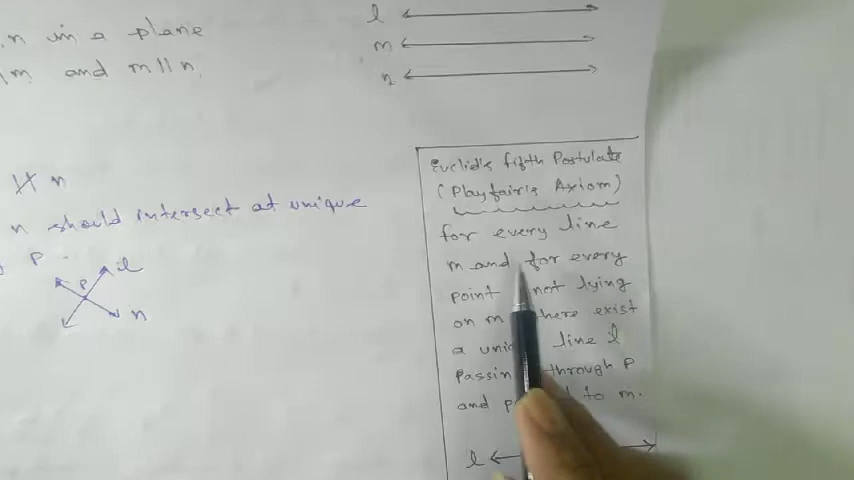 n in a plane
m and m || n.
l
m
n
∦ n
n should intersect at unique
P.
l
P
n
Euclid's fifth Postulate
(Playfair's Axiom)
for every line
m and for every
point not lying
on m there exist
a line l
Passin through P
and to m.
l